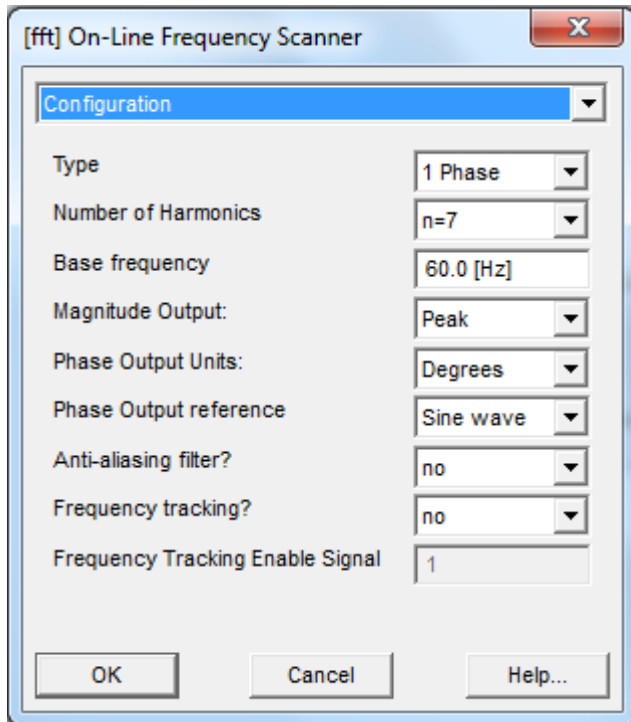 [fft] On-Line Frequency Scanner
Configuration
Type 1 Phase
Number of Harmonics n=7
Base frequency 60.0 [Hz]
Magnitude Output: Peak
Phase Output Units: Degrees
Phase Output reference Sine wave
Anti-aliasing filter? no
Frequency tracking? no
Frequency Tracking Enable Signal 1
OK Cancel Help...